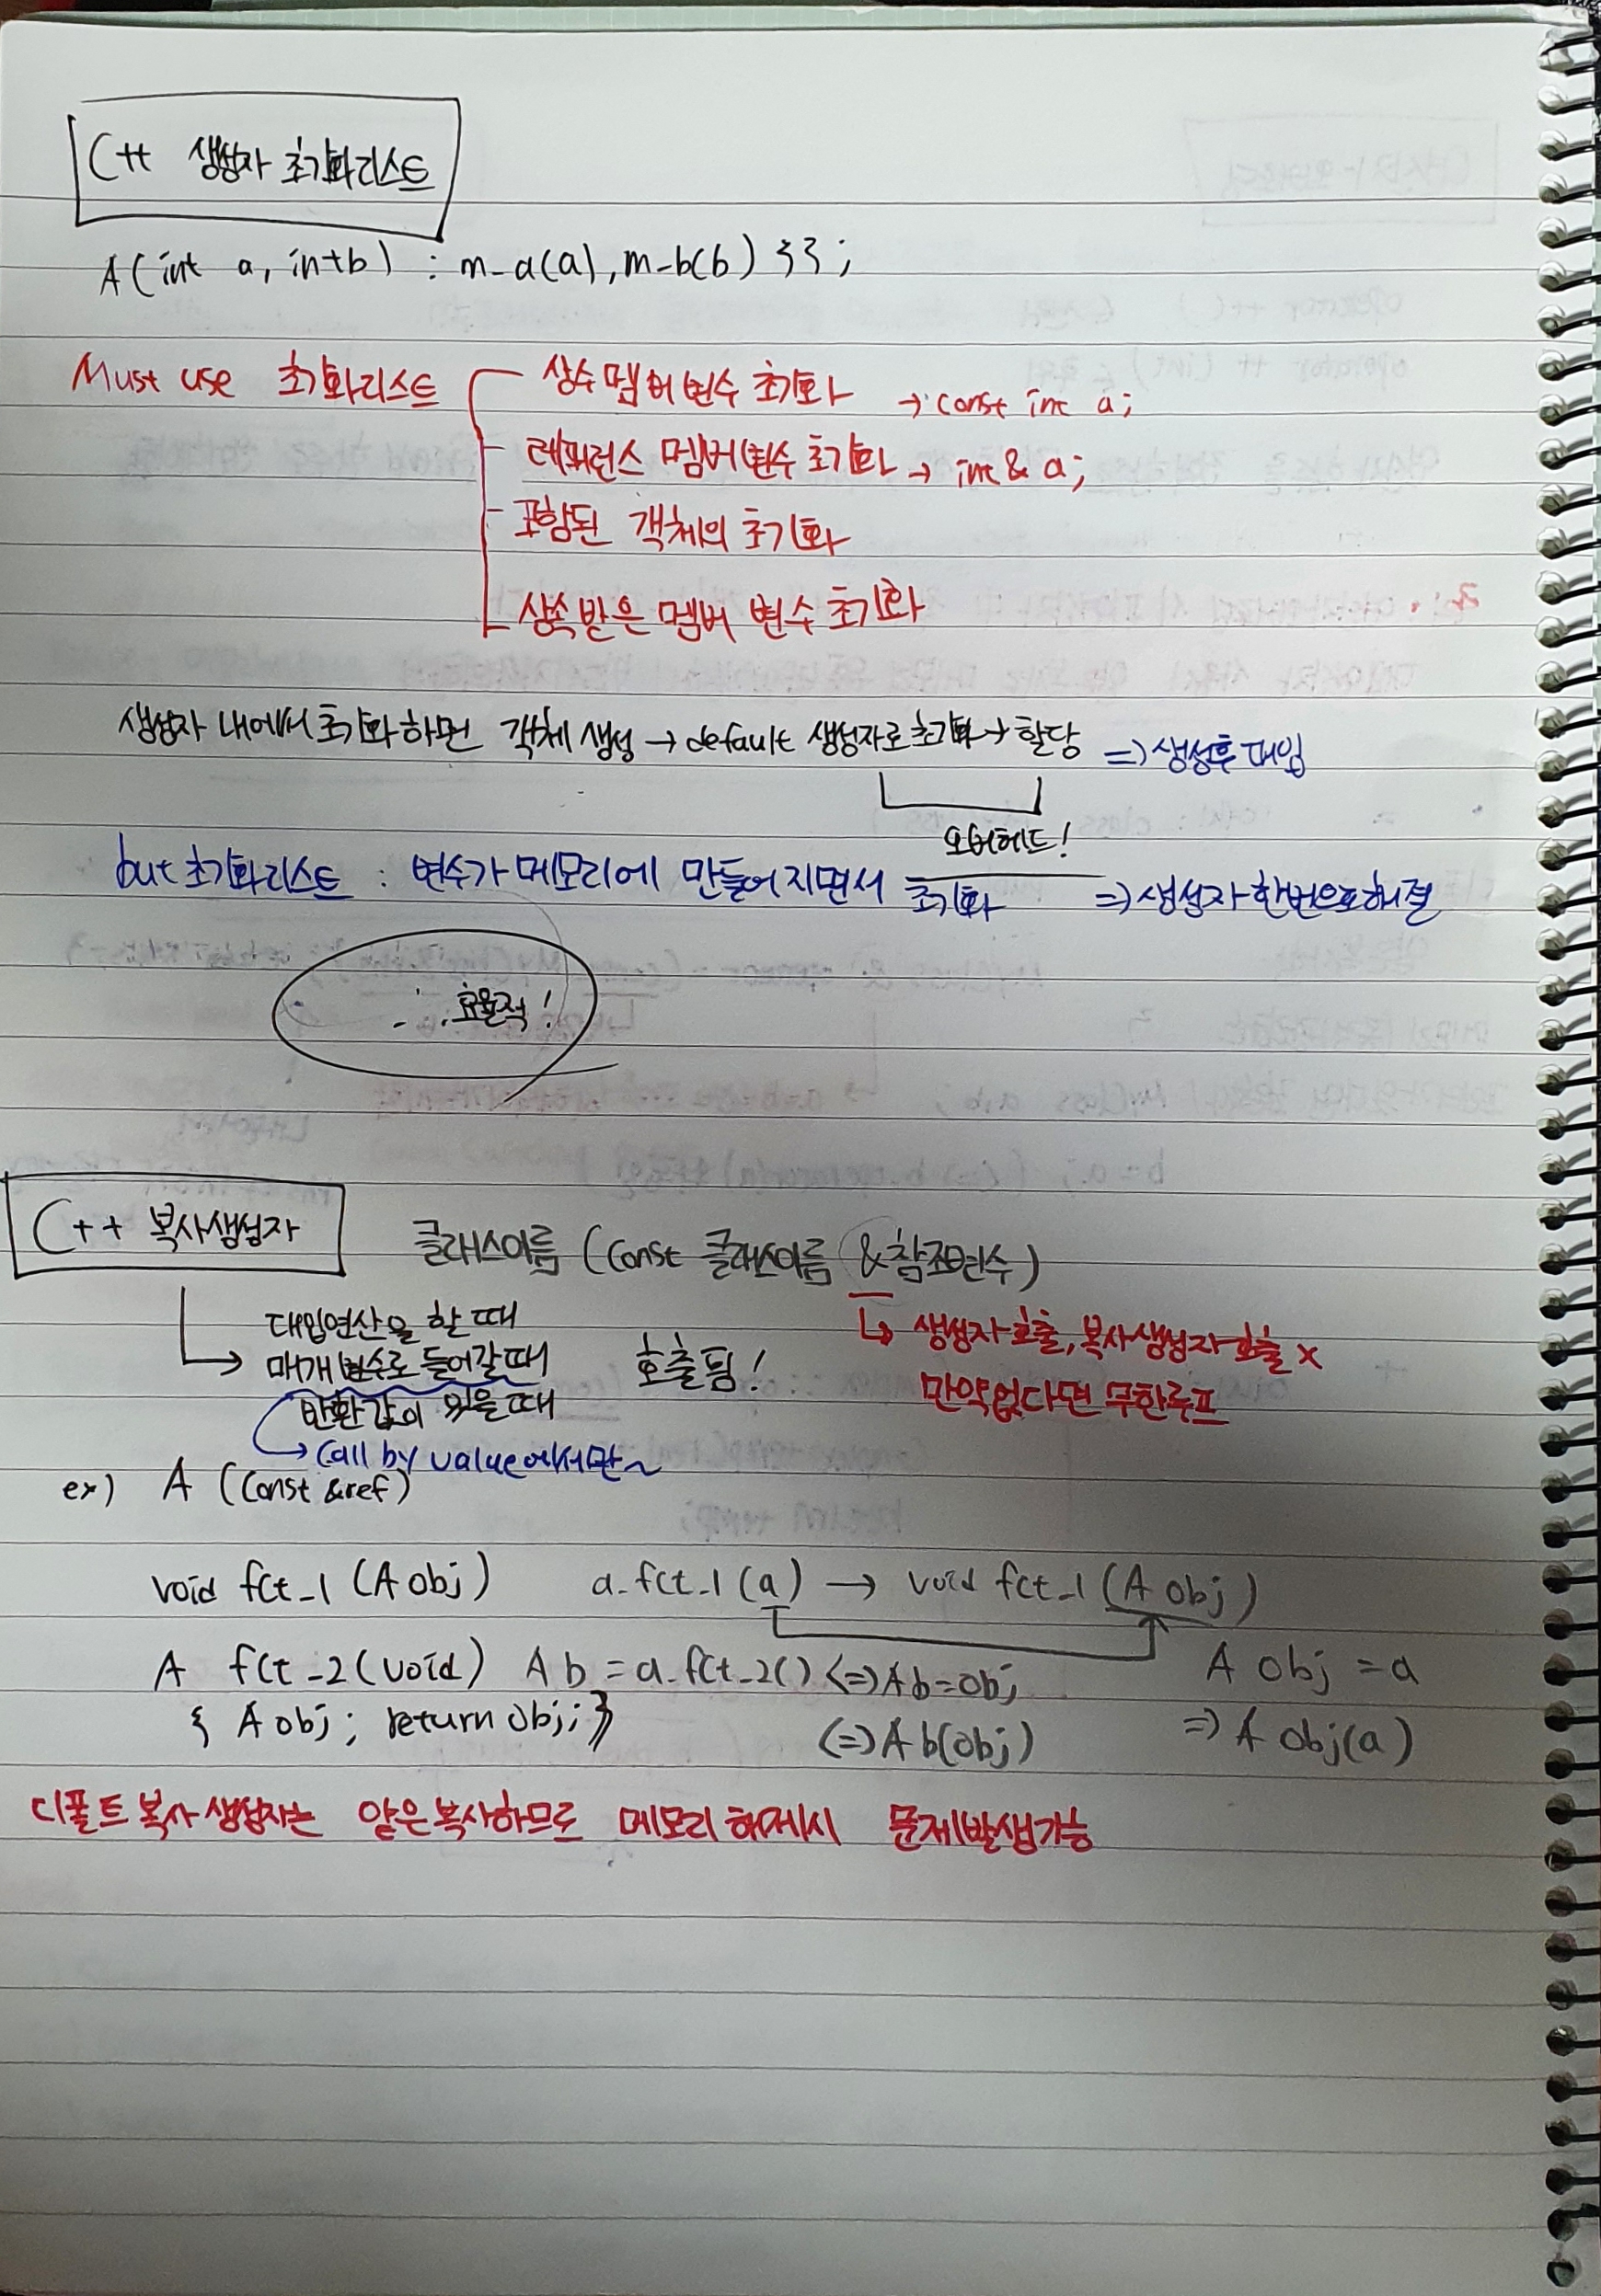 C++ 생성자 초기화리스트
A(int a, int b) : m_a(a), m_b(b) {};
Must use 초기화리스트
상수 멤버 변수 초기화 → const int a;
레퍼런스 멤버변수 초기화 → int & a;
포함된 객체의 초기화
상속받은 멤버 변수 초기화
생성자 내에서 초기화하면 객체생성 → default 생성자로 초기화 → 할당 ⇒ 생성후 대입
오버헤드!
but 초기화리스트 : 변수가 메모리에 만들어지면서 초기화 ⇒ 생성자 한번으로 해결
∴ 효율적!
C++ 복사생성자
클래스이름 (const 클래스이름 &참조변수)
대입연산을 할 때
매개변수로 들어갈 때 호출됨!
반환값이 있을 때
↳ 생성자 호출, 복사생성자 호출 x
만약 없다면 무한루프
→ call by value에서만~
ex) A (const &ref)
void fct_1 (A obj) a.fct_1(a) → void fct_1 (A obj)
A fct_2(void) A b = a.fct_2() <=> A b=obj; A obj = a
{ A obj; return obj; } <=> A b(obj) => A obj(a)
디폴트 복사 생성자는 얕은복사하므로 메모리 해제시 문제발생가능